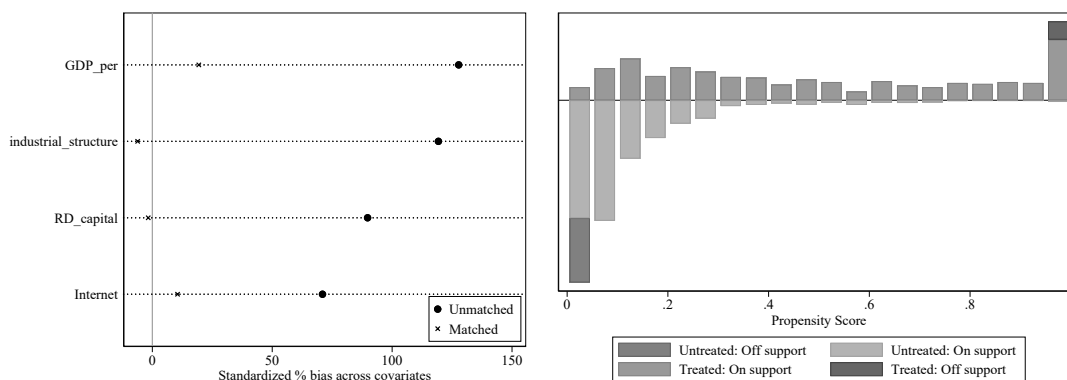 GDP_per
industrial_structure
RD_capital
Internet
Unmatched
Matched
0 50 100 150
Standardized % bias across covariates
0 .2 .4 .6 .8
Propensity Score
Untreated: Off support Untreated: On support
Treated: On support Treated: Off support